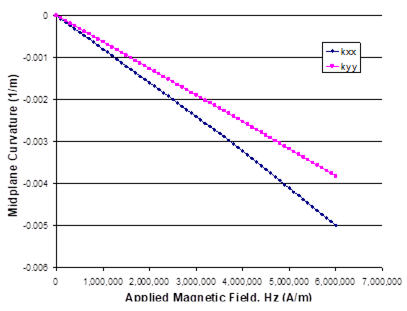 0
-0.001
-0.002
-0.003
-0.004
-0.005
-0.006
Midplane Curvature (1/m)
kxx
kyy
0 1,000,000 2,000,000 3,000,000 4,000,000 5,000,000 6,000,000 7,000,000
Applied Magnetic Field, Hz (A/m)